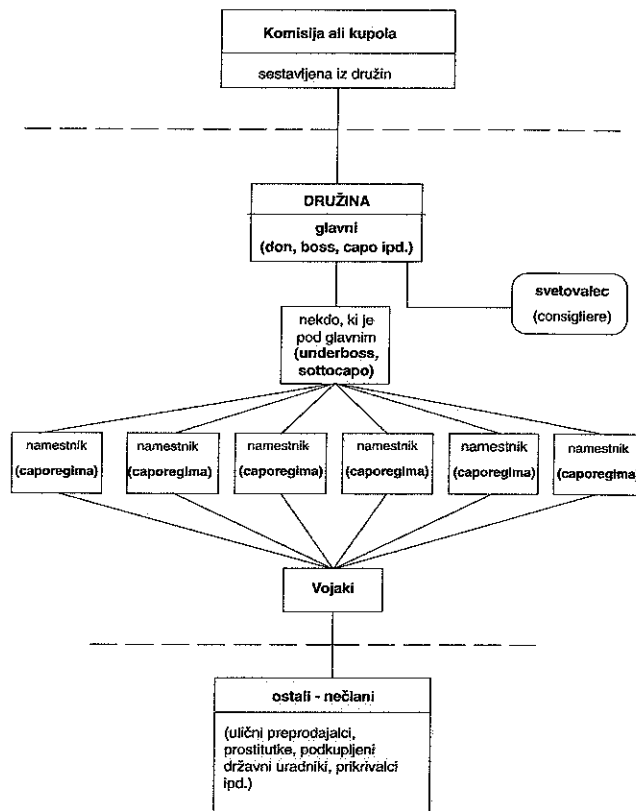 Komisija ali kupola
sestavljena iz družin
DRUŽINA
glavni
(don, boss, capo ipd.)
svetovalec
(consigliere)
nekdo, ki je
pod glavnim
(underboss,
sottocapo)
namestnik
(caporegima)
namestnik
(caporegima)
namestnik
(caporegima)
namestnik
(caporegima)
namestnik
(caporegima)
namestnik
(caporegima)
Vojaki
ostali - nečlani
(ulični preprodajalci,
prostitutke, podkupljeni
državni uradniki, prikrivalci
ipd.)